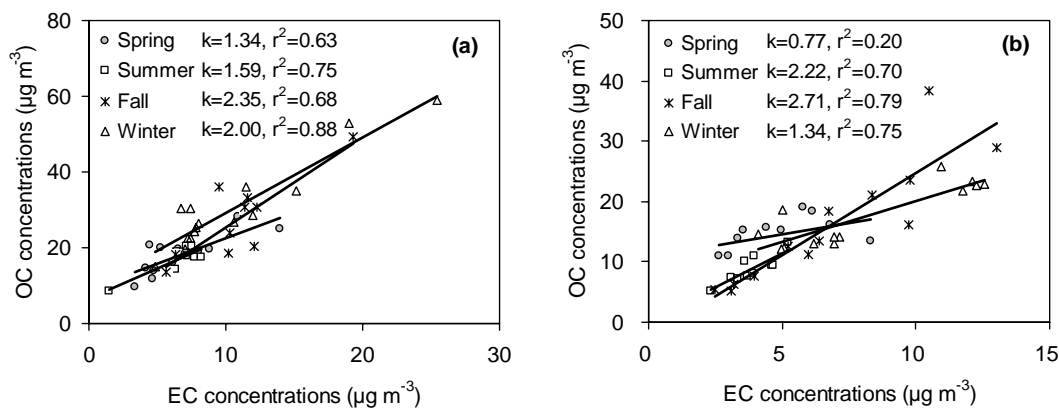 80
60
40
20
0
OC concentrations (µg m⁻³)
Spring k=1.34, r²=0.63
Summer k=1.59, r²=0.75
Fall k=2.35, r²=0.68
Winter k=2.00, r²=0.88
(a)
0 10 20 30
EC concentrations (µg m⁻³)
50
40
30
20
10
0
OC concentrations (µg m⁻³)
Spring k=0.77, r²=0.20
Summer k=2.22, r²=0.70
Fall k=2.71, r²=0.79
Winter k=1.34, r²=0.75
(b)
0 5 10 15
EC concentrations (µg m⁻³)